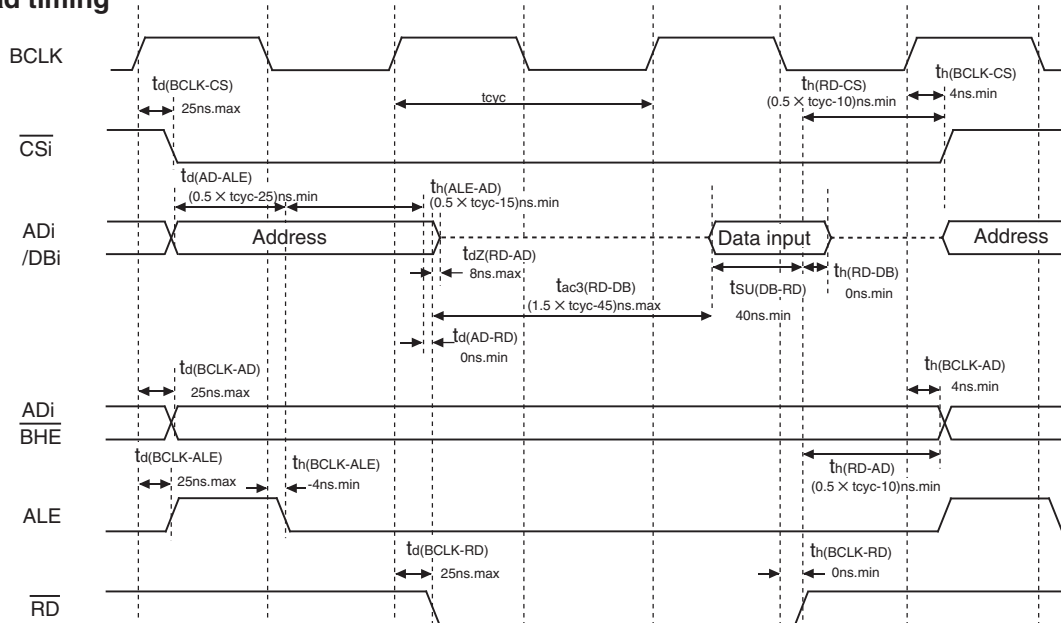 ad timing
BCLK
td(BCLK-CS)
25ns.max
tcyc
th(RD-CS)
(0.5 × tcyc-10)ns.min
th(BCLK-CS)
4ns.min
CSi
td(AD-ALE)
(0.5 × tcyc-25)ns.min
th(ALE-AD)
(0.5 × tcyc-15)ns.min
ADi
/DBi
Address
Data input
Address
tdZ(RD-AD)
8ns.max
tac3(RD-DB)
(1.5 × tcyc-45)ns.max
tSU(DB-RD)
40ns.min
th(RD-DB)
0ns.min
td(AD-RD)
0ns.min
td(BCLK-AD)
25ns.max
th(BCLK-AD)
4ns.min
ADi
BHE
td(BCLK-ALE)
25ns.max
th(BCLK-ALE)
-4ns.min
th(RD-AD)
(0.5 × tcyc-10)ns.min
ALE
td(BCLK-RD)
25ns.max
th(BCLK-RD)
0ns.min
RD